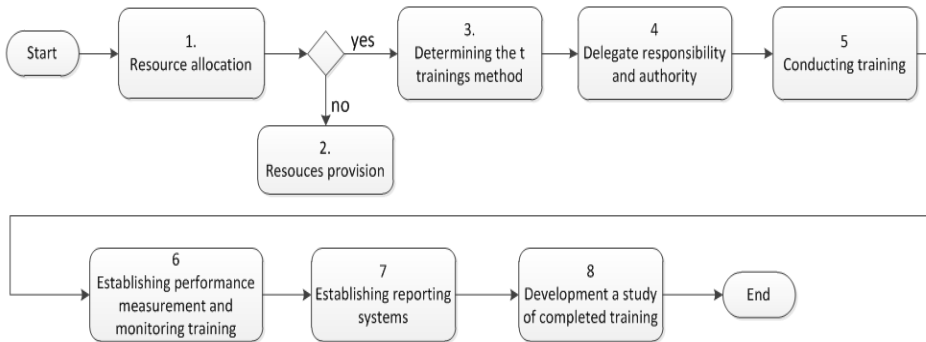 Start
1.
Resource allocation
yes
no
2.
Resouces provision
3.
Determining the t
trainings method
4
Delegate responsibility
and authority
5
Conducting training
6
Establishing performance
measurement and
monitoring training
7
Establishing reporting
systems
8
Development a study
of completed training
End